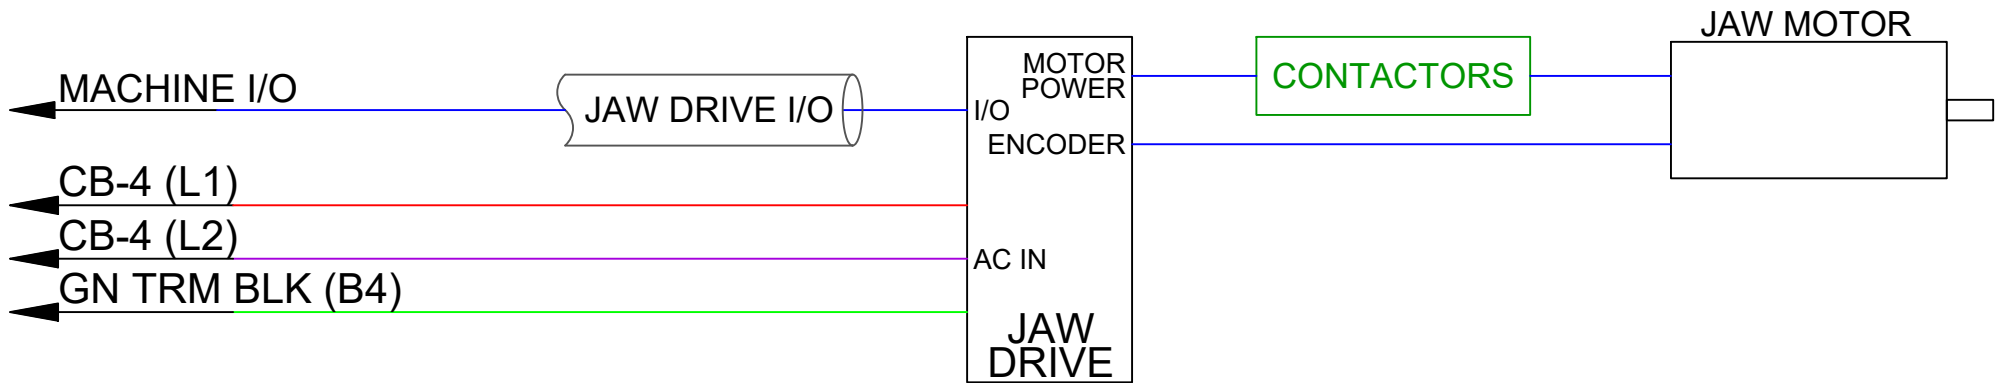 JAW MOTOR
MOTOR
POWER
CONTACTORS
MACHINE I/O
JAW DRIVE I/O
I/O
ENCODER
CB-4 (L1)
CB-4 (L2)
AC IN
GN TRM BLK (B4)
JAW
DRIVE